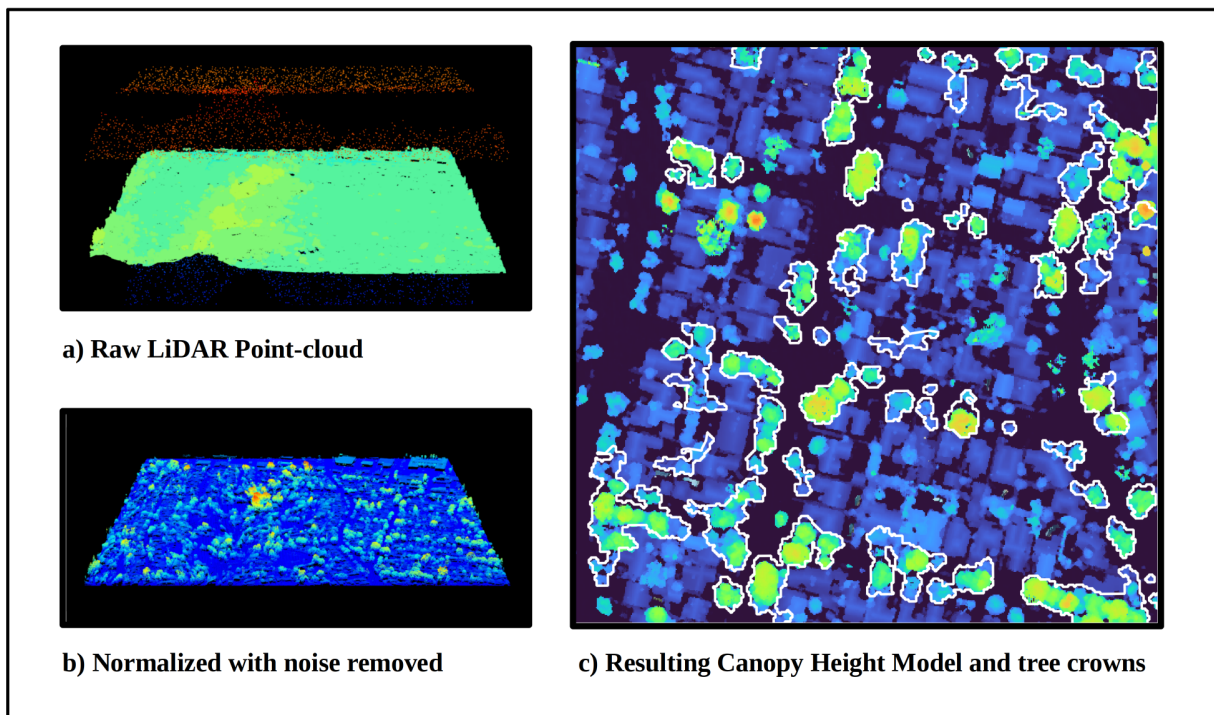 a) Raw LiDAR Point-cloud
b) Normalized with noise removed
c) Resulting Canopy Height Model and tree crowns